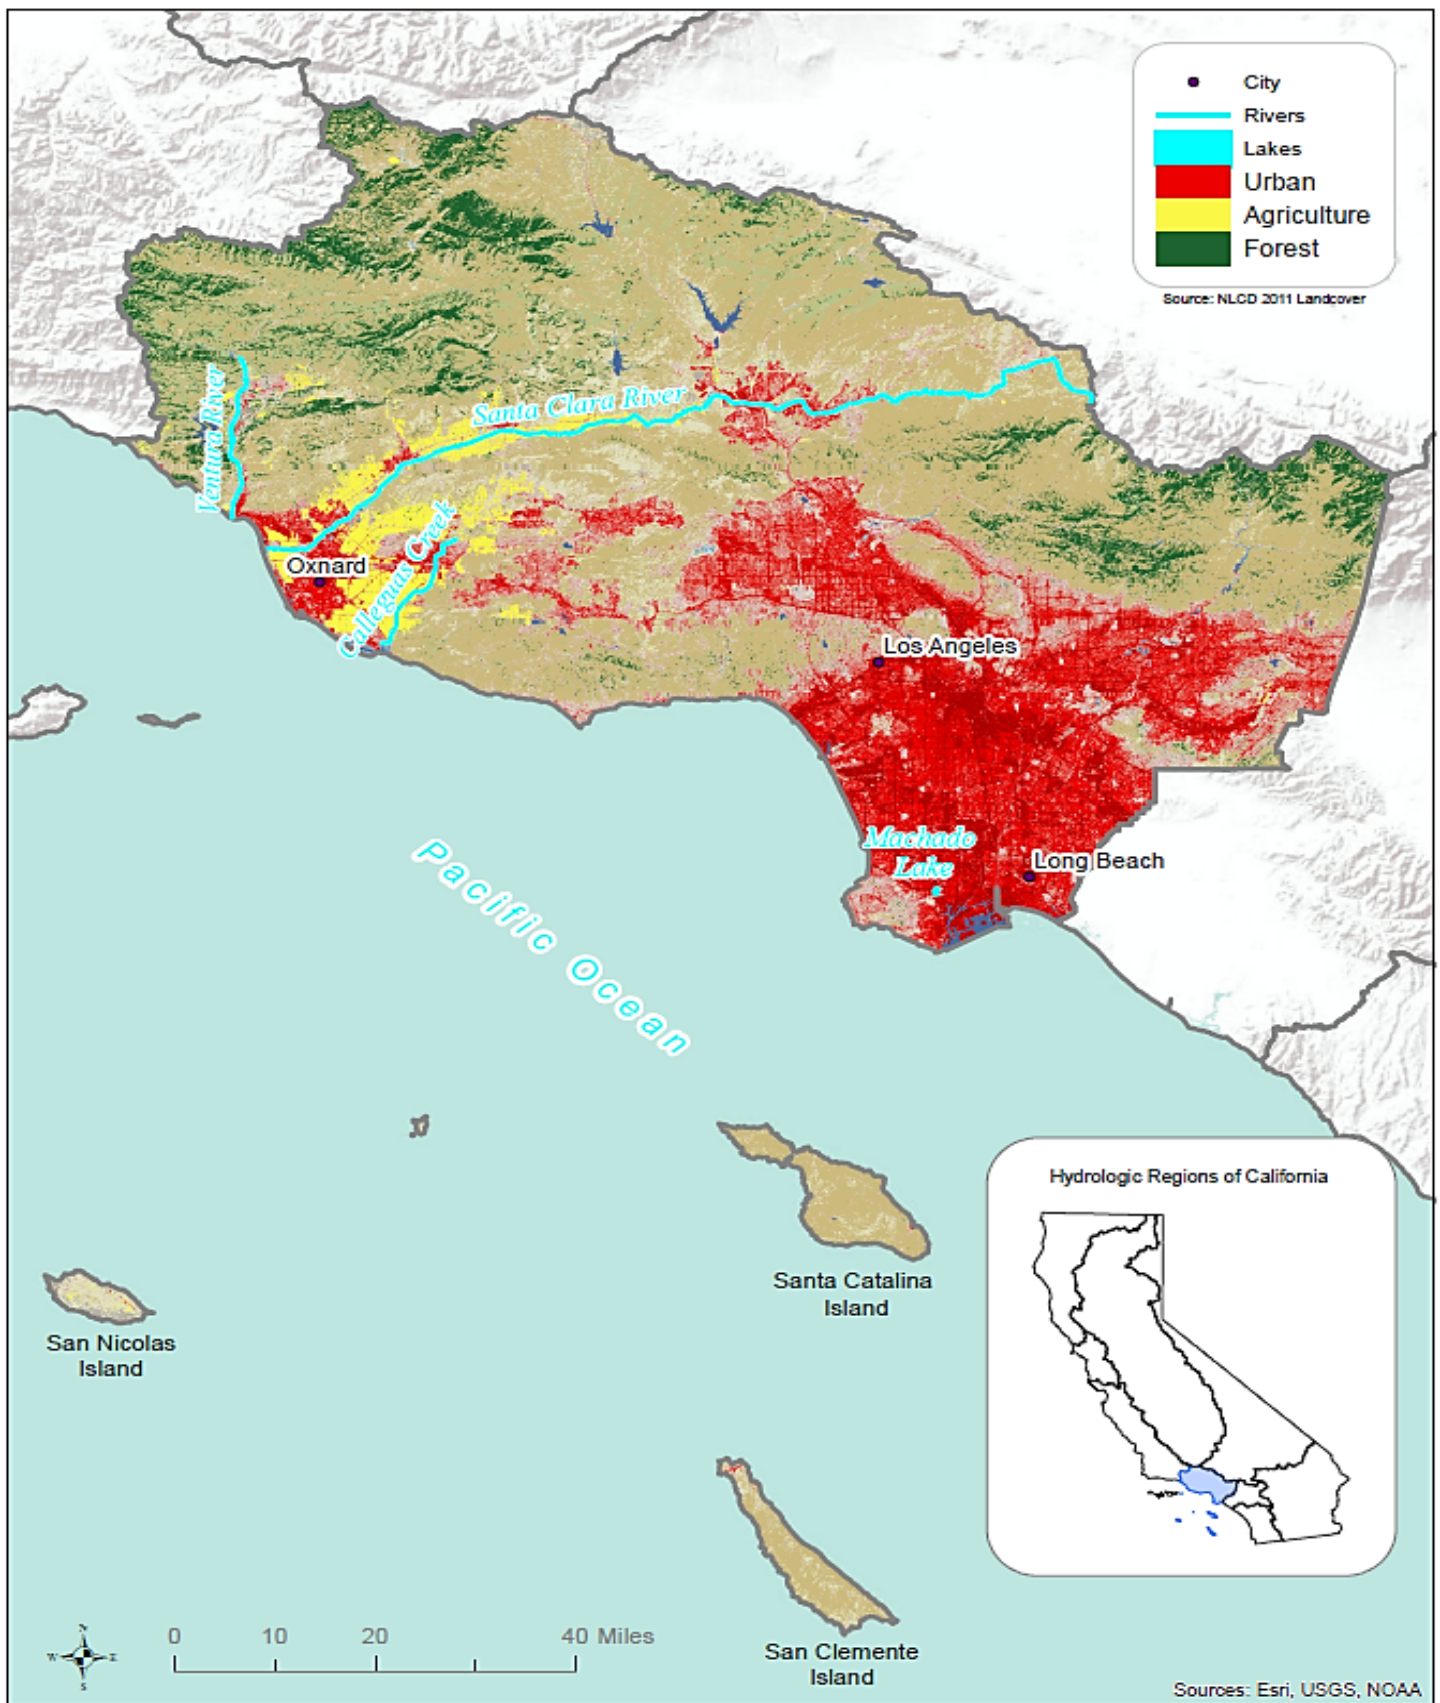 City
Rivers
Lakes
Urban
Agriculture
Forest
Source: NLCD 2011 Landcover
Ventura River
Santa Clara River
Calleguas Creek
Oxnard
Los Angeles
Machado
Lake
Long Beach
Pacific Ocean
Hydrologic Regions of California
Santa Catalina
Island
San Nicolas
Island
San Clemente
Island
N
W E
S
0 10 20 40 Miles
Sources: Esri, USGS, NOAA